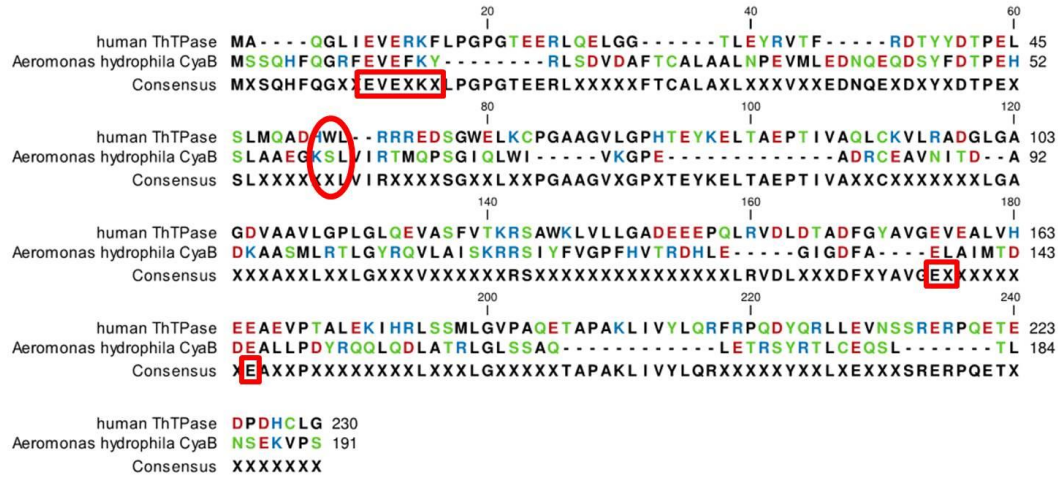 20 40 60
human ThTPase MA----QGLIEVERKFLPGPGTEERLQELGG------TLEYRVTF-----RDTYYDTPEL 45
Aeromonas hydrophila CyaB MSSQHFQGRFEVEFKY--------RLSDVDAFTCALAALNPEVMLEDNQEQDSYFDTPEH 52
Consensus MXSQHFQGXXEVEXKXLPGPGTEERLXXXXXFTCALAXLXXXVXXEDNQEXDXYXDTPEX
80 100 120
human ThTPase SLMQADHWL--RRREDSGWELKCPGAAGVLGPHTEYKELTAEPTIVAQLCKVLRADGLGA 103
Aeromonas hydrophila CyaB SLAAEGKSLVIRTMQPSGIQLWI-----VKGPE-------------ADRCEAVNITD--A 92
Consensus SLXXXXXXLVIRXXXXSGXXLXXPGAAGVXGPXTEYKELTAEPTIVAXXCXXXXXXXLGA
140 160 180
human ThTPase GDVAAVLGPLGLQEVASFVTKRSAWKLVLLGADEEEPQLRVDLDTADFGYAVGEVEALVH 163
Aeromonas hydrophila CyaB DKAASMLRTLGYRQVLAISKRRSIYFVGPFHVTRDHLE-----GIGDFA----ELAIMTD 143
Consensus XXXAXXLXXLGXXXVXXXXXXRSXXXXXXXXXXXXXXXLRVDLXXXDFXYAVGEXXXXXX
200 220 240
human ThTPase EEAEVPTALEKIHRLSSMLGVPAQETAPAKLIVYLQRFRPQDYQRLLEVNSSRERPQETE 223
Aeromonas hydrophila CyaB DEALLPDYRQQLQDLATRLGLSSAQ------------LETRSYRTLCEQSL-------TL 184
Consensus XEAXXPXXXXXXXXLXXXLGXXXXXTAPAKLIVYLQRXXXXXYXXLXEXXXSRERPQETX
human ThTPase DPDHCLG 230
Aeromonas hydrophila CyaB NSEKVPS 191
Consensus XXXXXXX